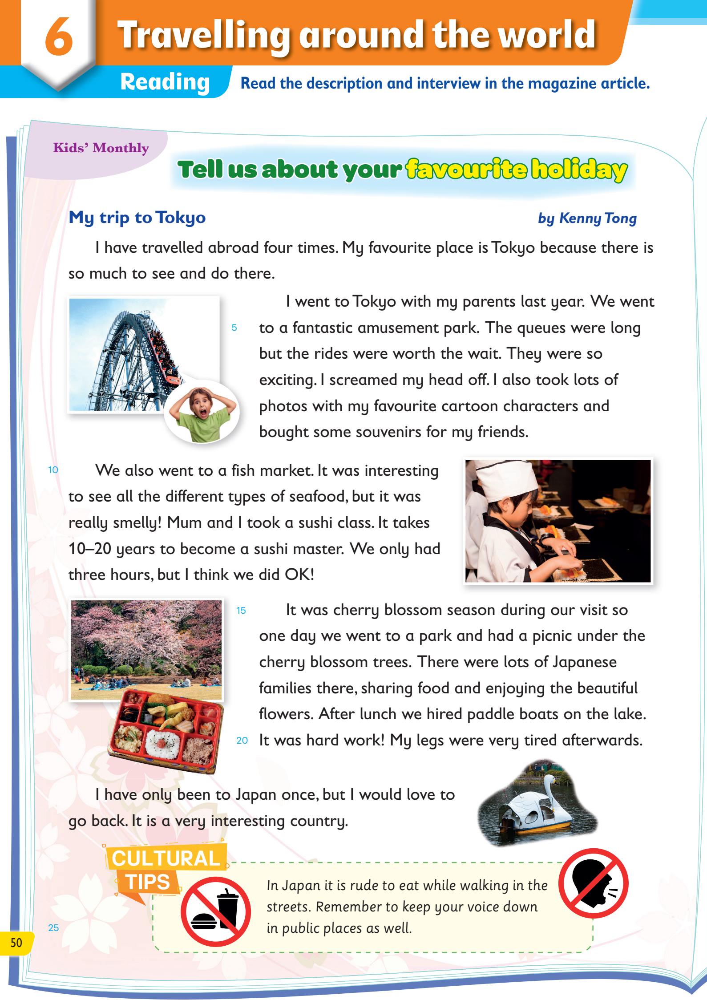 6
Travelling around the world
Reading
Read the description and interview in the magazine article.
Kids' Monthly
Tell us about your favourite holiday
My trip to Tokyo
by Kenny Tong
I have travelled abroad four times. My favourite place is Tokyo because there is
so much to see and do there.
I went to Tokyo with my parents last year. We went
5 to a fantastic amusement park. The queues were long
but the rides were worth the wait. They were so
exciting. I screamed my head off. I also took lots of
photos with my favourite cartoon characters and
bought some souvenirs for my friends.
10 We also went to a fish market. It was interesting
to see all the different types of seafood, but it was
really smelly! Mum and I took a sushi class. It takes
10–20 years to become a sushi master. We only had
three hours, but I think we did OK!
15 It was cherry blossom season during our visit so
one day we went to a park and had a picnic under the
cherry blossom trees. There were lots of Japanese
families there, sharing food and enjoying the beautiful
flowers. After lunch we hired paddle boats on the lake.
20 It was hard work! My legs were very tired afterwards.
I have only been to Japan once, but I would love to
go back. It is a very interesting country.
CULTURAL
TIPS
In Japan it is rude to eat while walking in the
streets. Remember to keep your voice down
25 in public places as well.
50